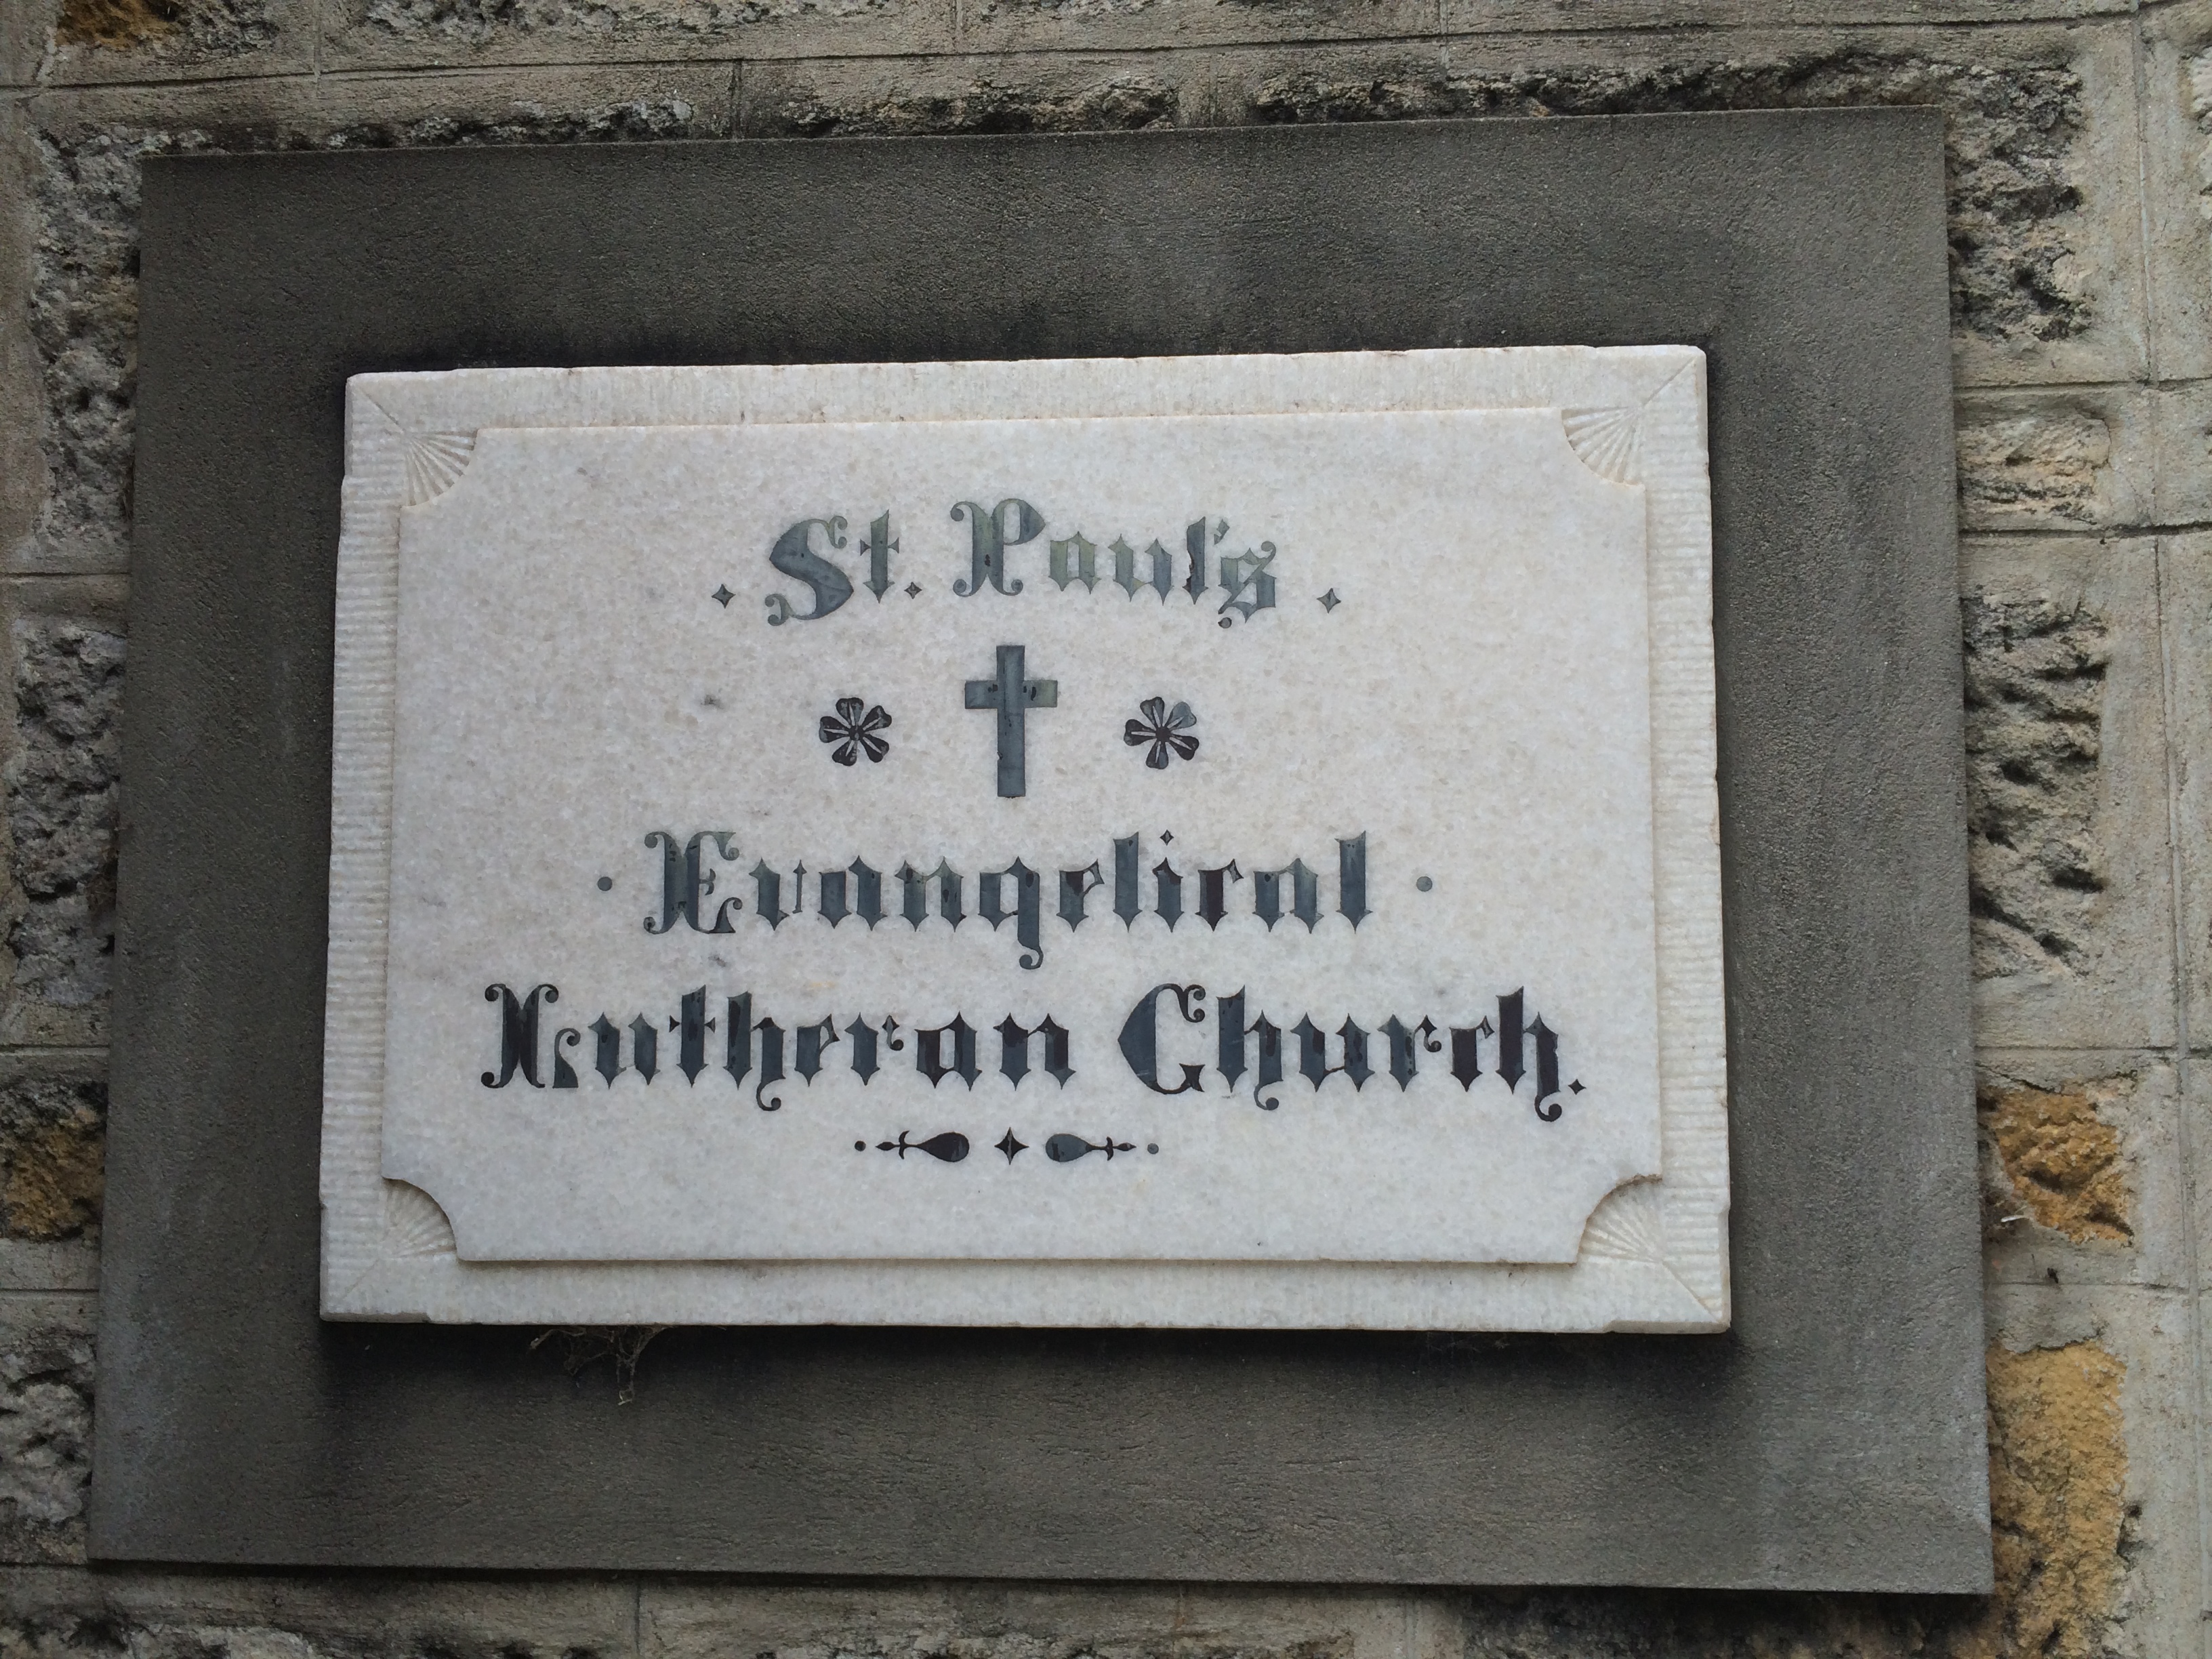 St. Paul's
Evangelical
Lutheran Church.